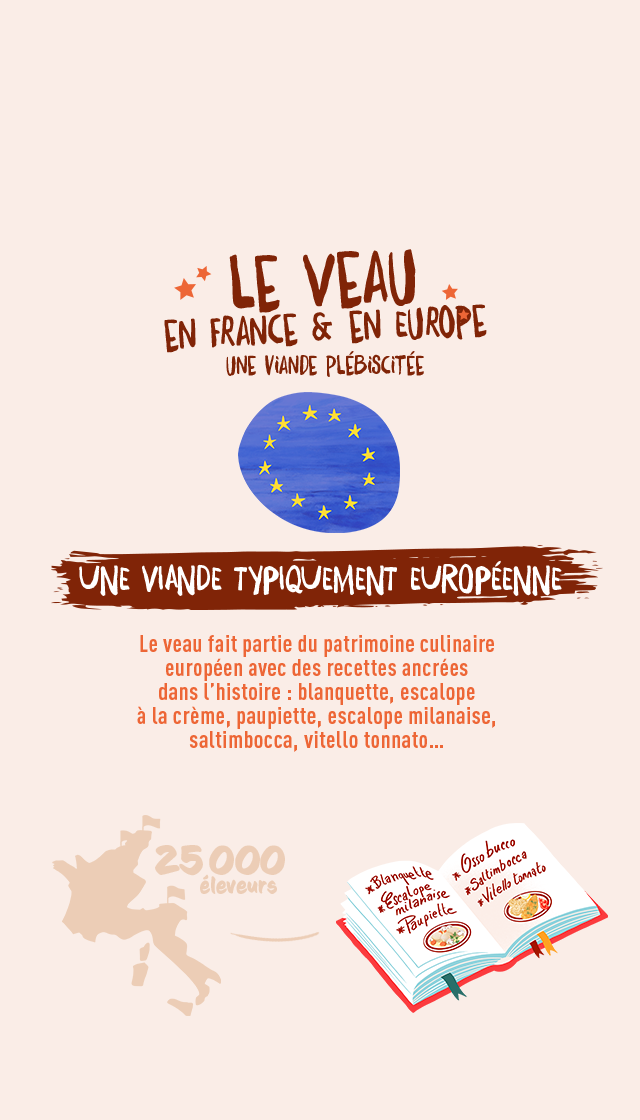 LE VEAU
EN FRANCE & EN EUROPE
UNE VIANDE PLÉBISCITÉE
UNE VIANDE TYPIQUEMENT EUROPÉENNE
Le veau fait partie du patrimoine culinaire
européen avec des recettes ancrées
dans l'histoire : blanquette, escalope
à la crème, paupiette, escalope milanaise,
saltimbocca, vitello tonnato...
25 000
éleveurs
*Blanquette
*Escalope
milanaise
*Paupiette
*Osso bucco
*Saltimbocca
*Vitello tonnato